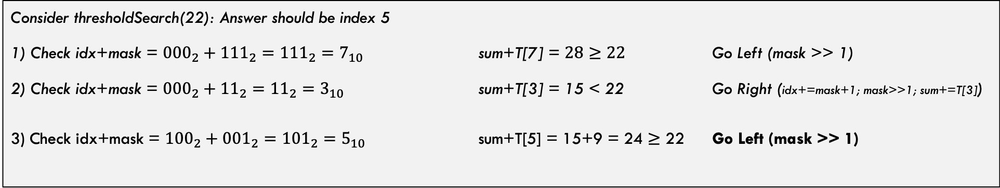 Consider thresholdSearch(22): Answer should be index 5
1) Check idx+mask = 000₂ + 111₂ = 111₂ = 7₁₀ sum+T[7] = 28 ≥ 22 Go Left (mask >> 1)
2) Check idx+mask = 000₂ + 11₂ = 11₂ = 3₁₀ sum+T[3] = 15 < 22 Go Right (idx+=mask+1; mask>>1; sum+=T[3])
3) Check idx+mask = 100₂ + 001₂ = 101₂ = 5₁₀ sum+T[5] = 15+9 = 24 ≥ 22 Go Left (mask >> 1)